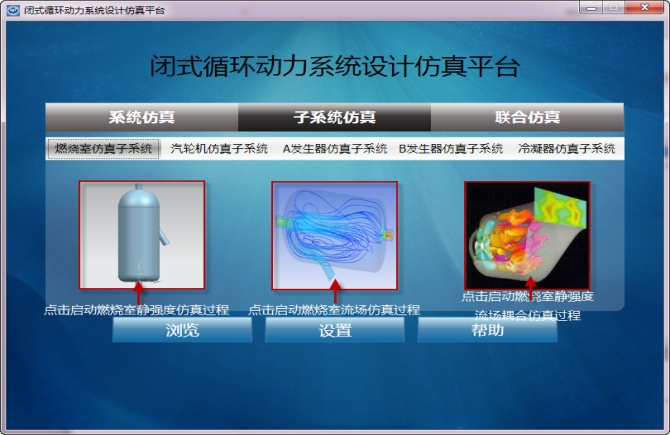 闭式循环动力系统设计仿真平台
闭式循环动力系统设计仿真平台
系统仿真 子系统仿真 联合仿真
燃烧室仿真子系统 汽轮机仿真子系统 A发生器仿真子系统 B发生器仿真子系统 冷凝器仿真子系统
点击启动燃烧室静强度仿真过程 点击启动燃烧室流场仿真过程 点击启动燃烧室静强度
流场耦合仿真过程
浏览 设置 帮助